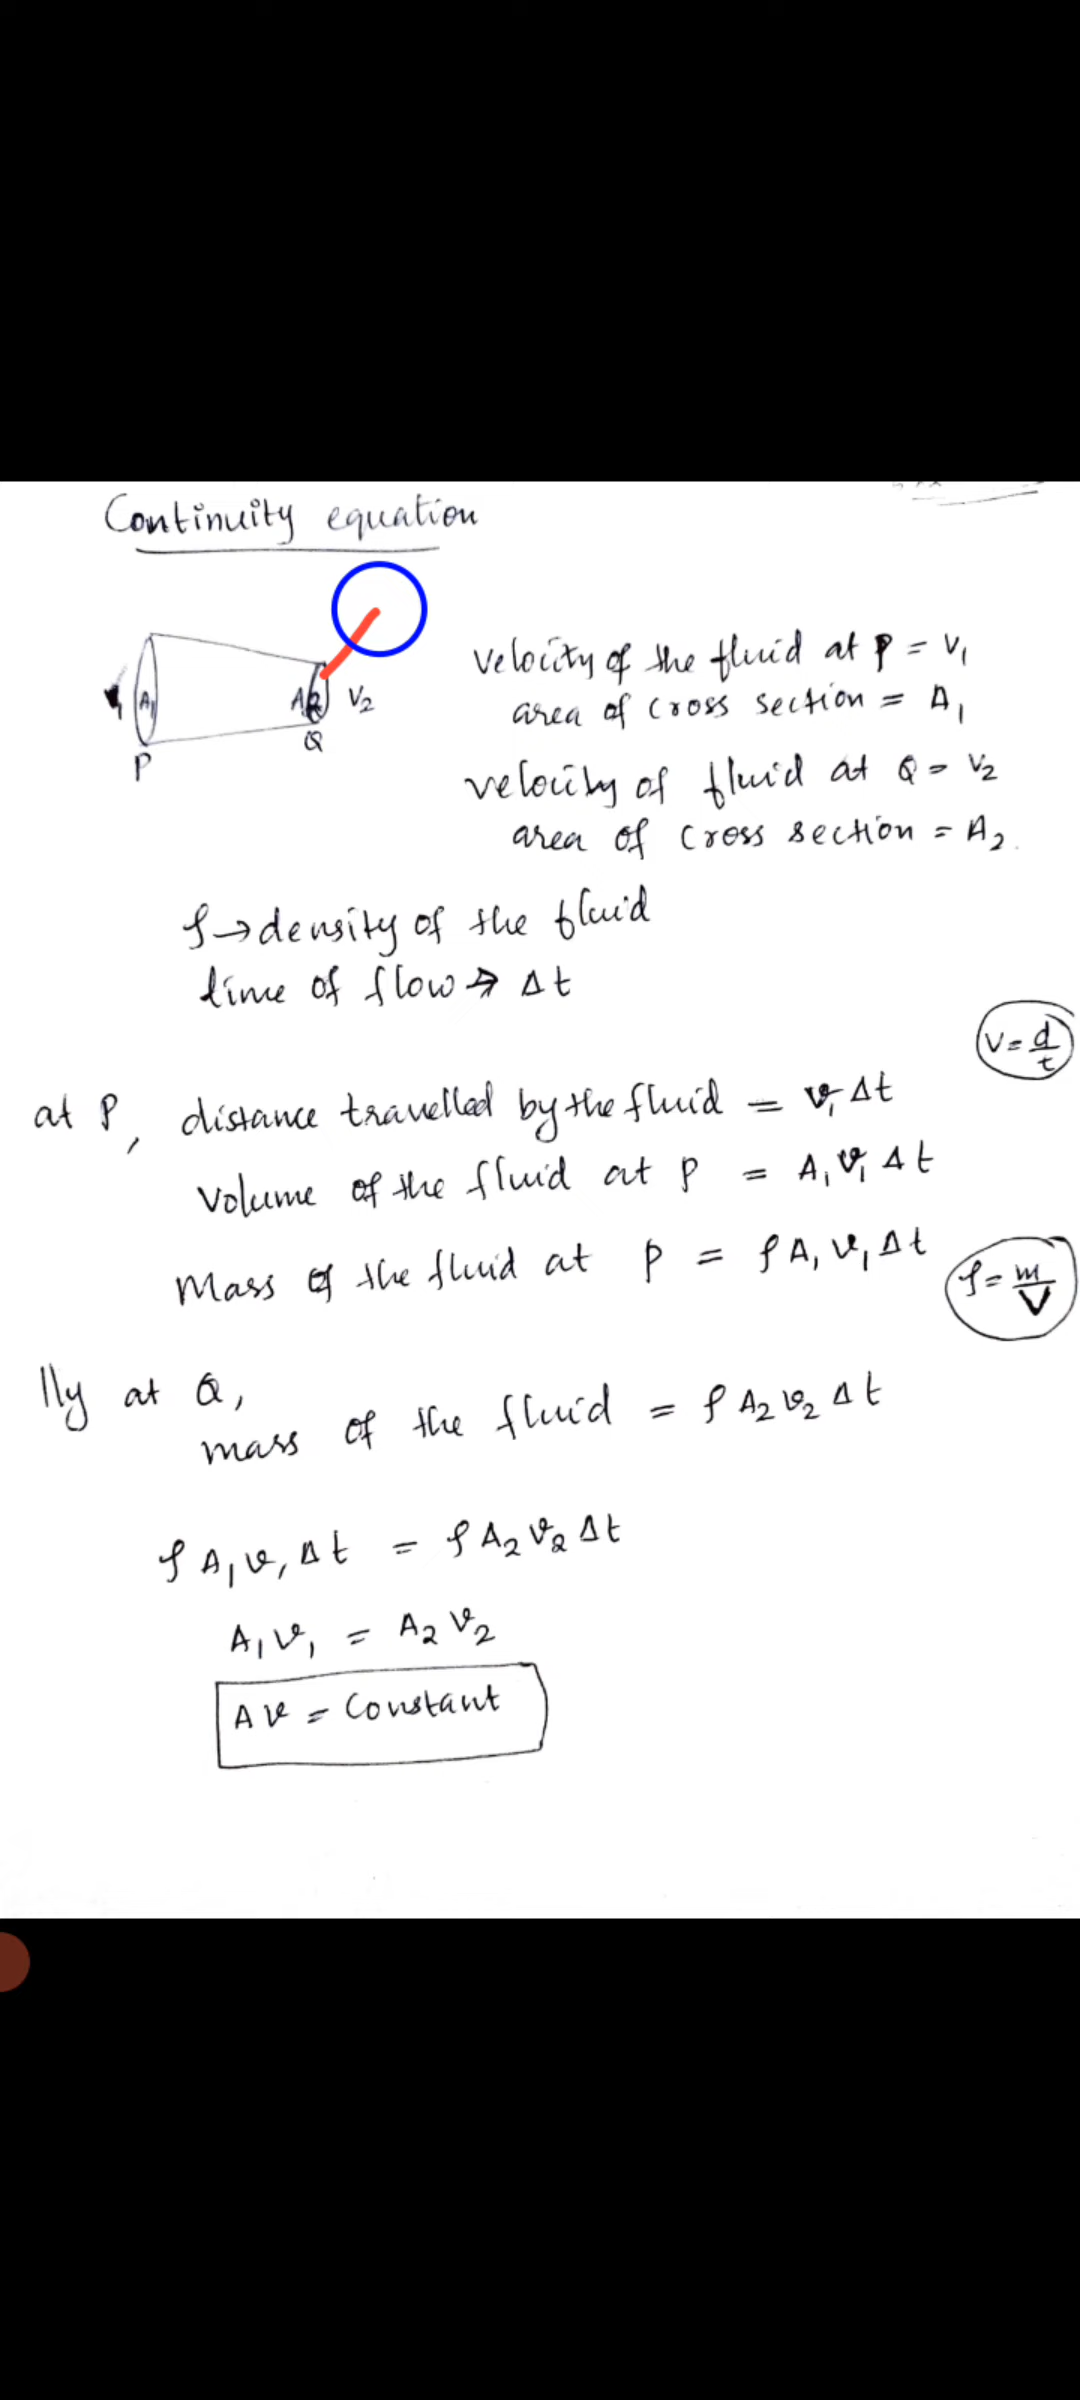 Continuity equation
V1 A1 A2 V2
P Q
Velocity of the fluid at P = V1
area of cross section = A1
velocity of fluid at Q = V2
area of cross section = A2.
ρ → density of the fluid
time of flow → Δt
V = d/t
at P, distance travelled by the fluid = v1 Δt
Volume of the fluid at P = A1 v1 Δt
Mass of the fluid at P = ρ A1 v1 Δt
ρ = m/V
lly at Q,
mass of the fluid = ρ A2 v2 Δt
ρ A1 v1 Δt = ρ A2 v2 Δt
A1 v1 = A2 v2
A v = Constant